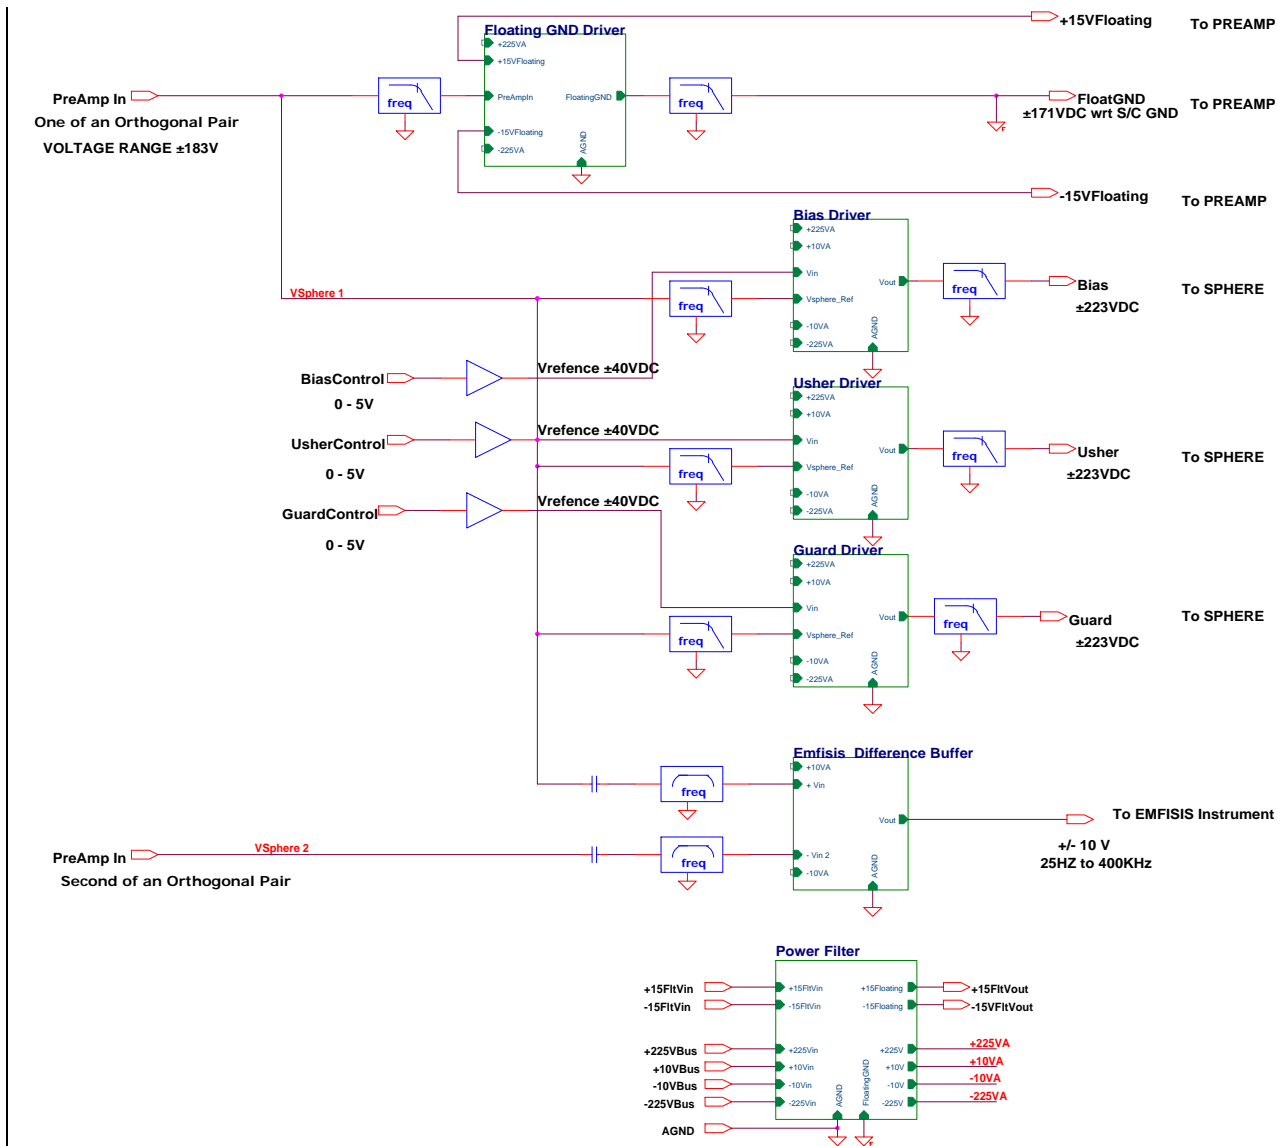 Floating GND Driver
+225VA
+15VFloating
PreAmpIn
FloatingGND
-15VFloating
-225VA
AGND
freq
freq
+15VFloating
To PREAMP
PreAmp In
One of an Orthogonal Pair
VOLTAGE RANGE ±183V
FloatGND
±171VDC wrt S/C GND
To PREAMP
F
-15VFloating
To PREAMP
Bias Driver
+225VA
+10VA
Vin
Vsphere_Ref
-10VA
-225VA
Vout
AGND
VSphere 1
freq
freq
Bias
±223VDC
To SPHERE
BiasControl
0 - 5V
Vrefence ±40VDC
Usher Driver
+225VA
+10VA
Vin
Vsphere_Ref
-10VA
-225VA
Vout
AGND
UsherControl
0 - 5V
Vrefence ±40VDC
freq
freq
Usher
±223VDC
To SPHERE
GuardControl
0 - 5V
Vrefence ±40VDC
Guard Driver
+225VA
+10VA
Vin
Vsphere_Ref
-10VA
-225VA
Vout
AGND
freq
freq
Guard
±223VDC
To SPHERE
Emfisis Difference Buffer
+10VA
+ Vin
- Vin 2
-10VA
Vout
AGND
freq
freq
To EMFISIS Instrument
+/- 10 V
25HZ to 400KHz
PreAmp In
VSphere 2
Second of an Orthogonal Pair
Power Filter
+15FltVin
+15FltVin
+15Floating
+15FltVout
-15FltVin
-15FltVin
-15Floating
-15VFltVout
+225VBus
+225Vin
+225V
+225VA
+10VBus
+10Vin
+10V
+10VA
-10VBus
-10Vin
-10V
-10VA
-225VBus
-225Vin
-225V
-225VA
AGND
FloatingGND
AGND
F